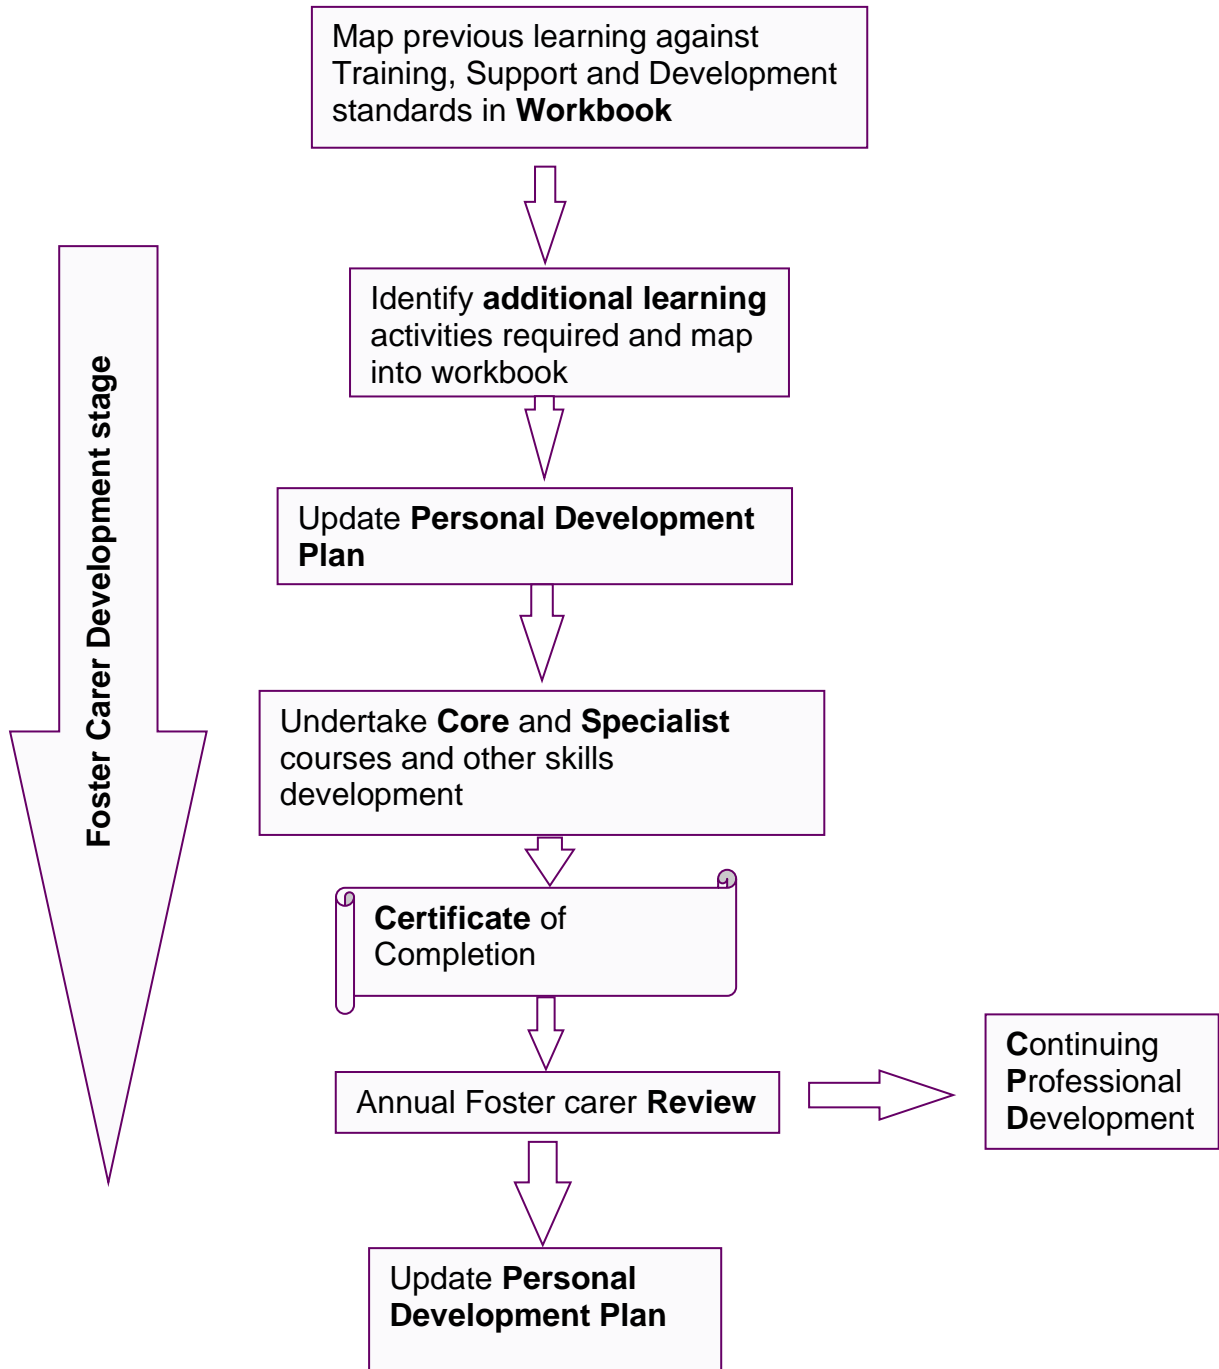 Map previous learning against
Training, Support and Development
standards in Workbook
Identify additional learning
activities required and map
into workbook
Foster Carer Development stage
Update Personal Development
Plan
Undertake Core and Specialist
courses and other skills
development
Certificate of
Completion
Annual Foster carer Review
Continuing
Professional
Development
Update Personal
Development Plan